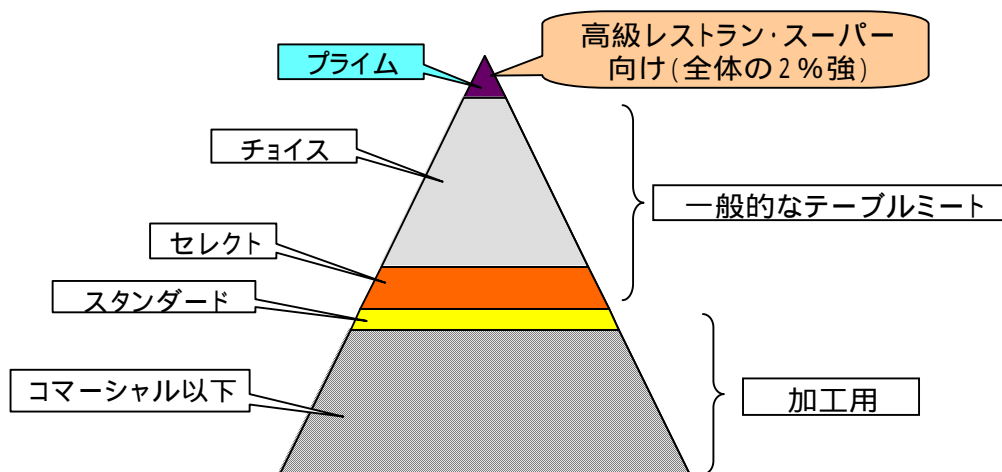 プライム
高級レストラン・スーパー
向け(全体の2%強)
チョイス
一般的なテーブルミート
セレクト
スタンダード
コマーシャル以下
加工用